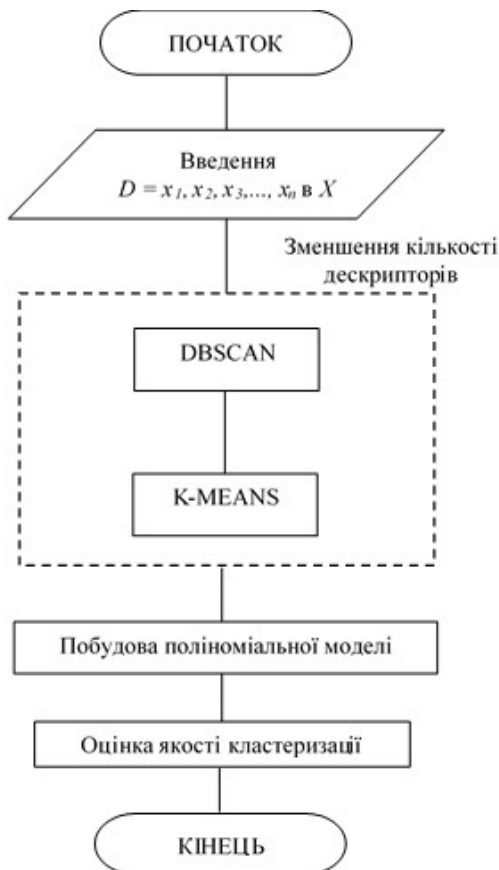 ПОЧАТОК
Введення
D = x1, x2, x3,..., xn в X
Зменшення кількості
дескрипторів
DBSCAN
K-MEANS
Побудова поліноміальної моделі
Оцінка якості кластеризації
КІНЕЦЬ